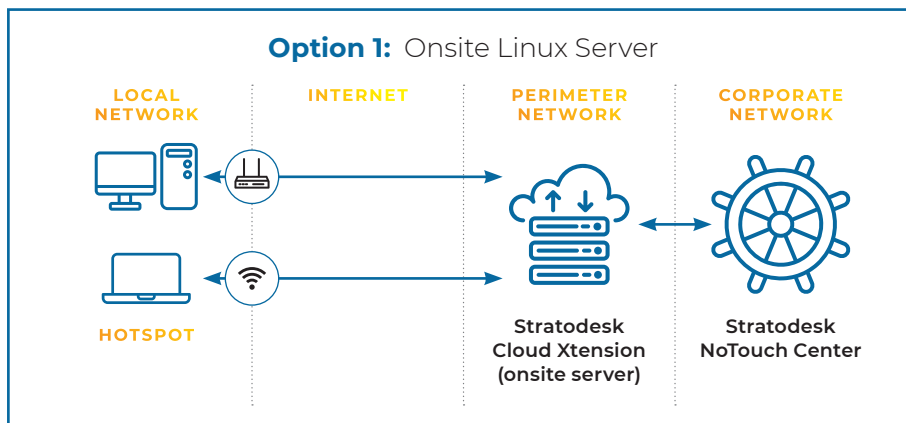 Option 1: Onsite Linux Server
LOCAL
NETWORK
INTERNET
PERIMETER
NETWORK
CORPORATE
NETWORK
HOTSPOT
Stratodesk
Cloud Xtension
(onsite server)
Stratodesk
NoTouch Center